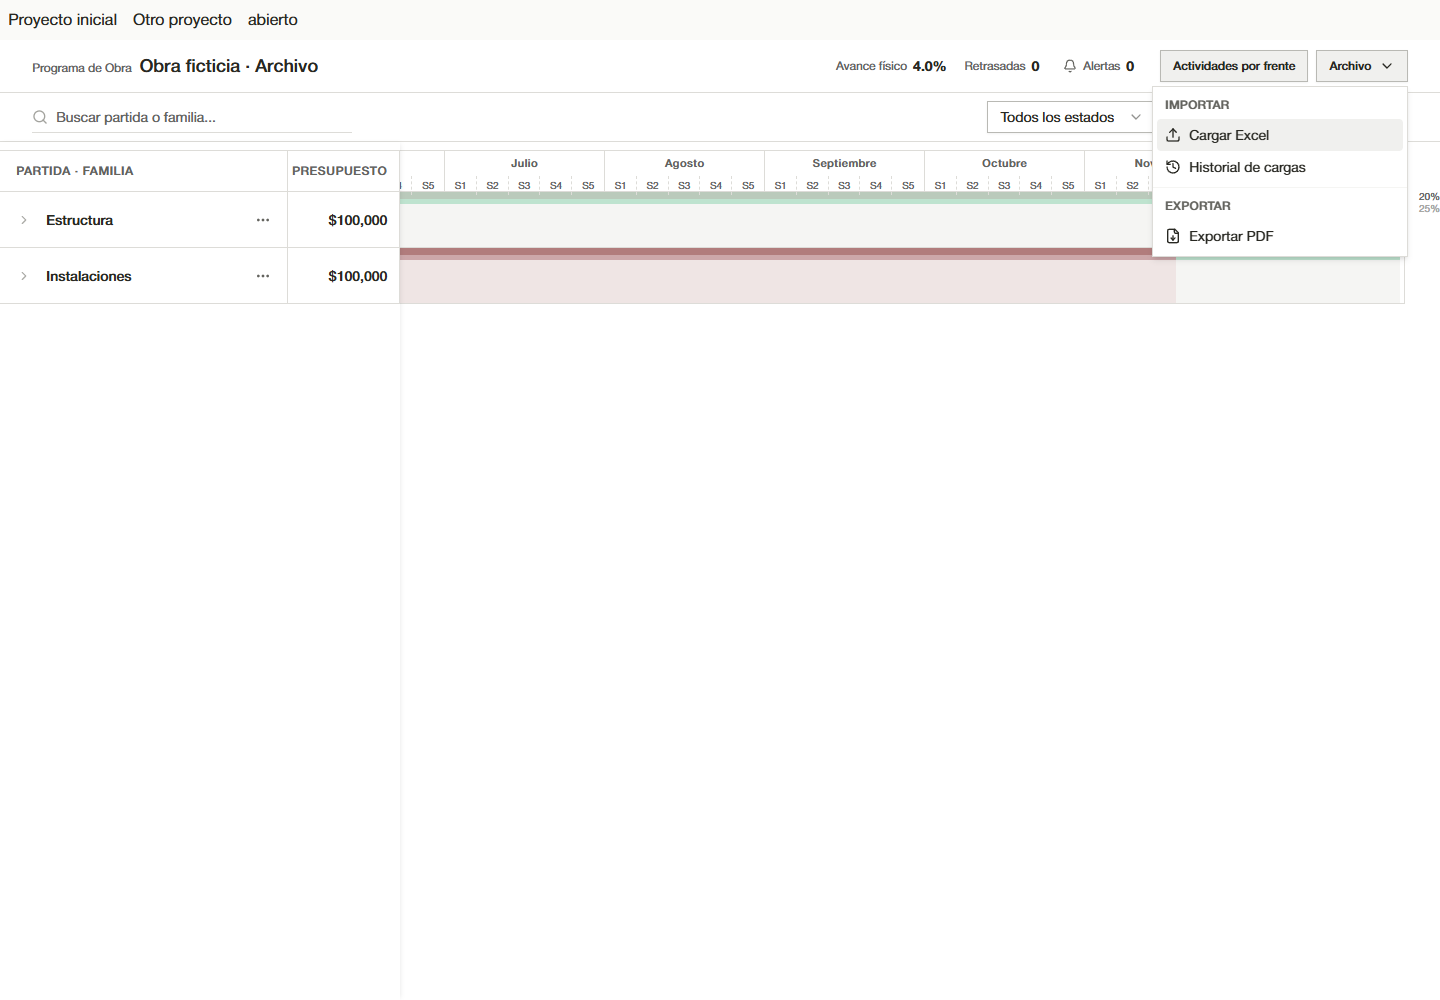 Proyecto inicial Otro proyecto abierto
Programa de Obra Obra ficticia · Archivo
Avance físico 4.0% Retrasadas 0 Alertas 0
Actividades por frente
Archivo
Buscar partida o familia...
Todos los estados
IMPORTAR
Cargar Excel
Historial de cargas
EXPORTAR
Exportar PDF
PARTIDA · FAMILIA PRESUPUESTO
Julio Agosto Septiembre Octubre
S5 S1 S2 S3 S4 S5 S1 S2 S3 S4 S5 S1 S2 S3 S4 S5 S1 S2 S3 S4 S5 S1 S2
Estructura ... $100,000
20%
25%
Instalaciones ... $100,000